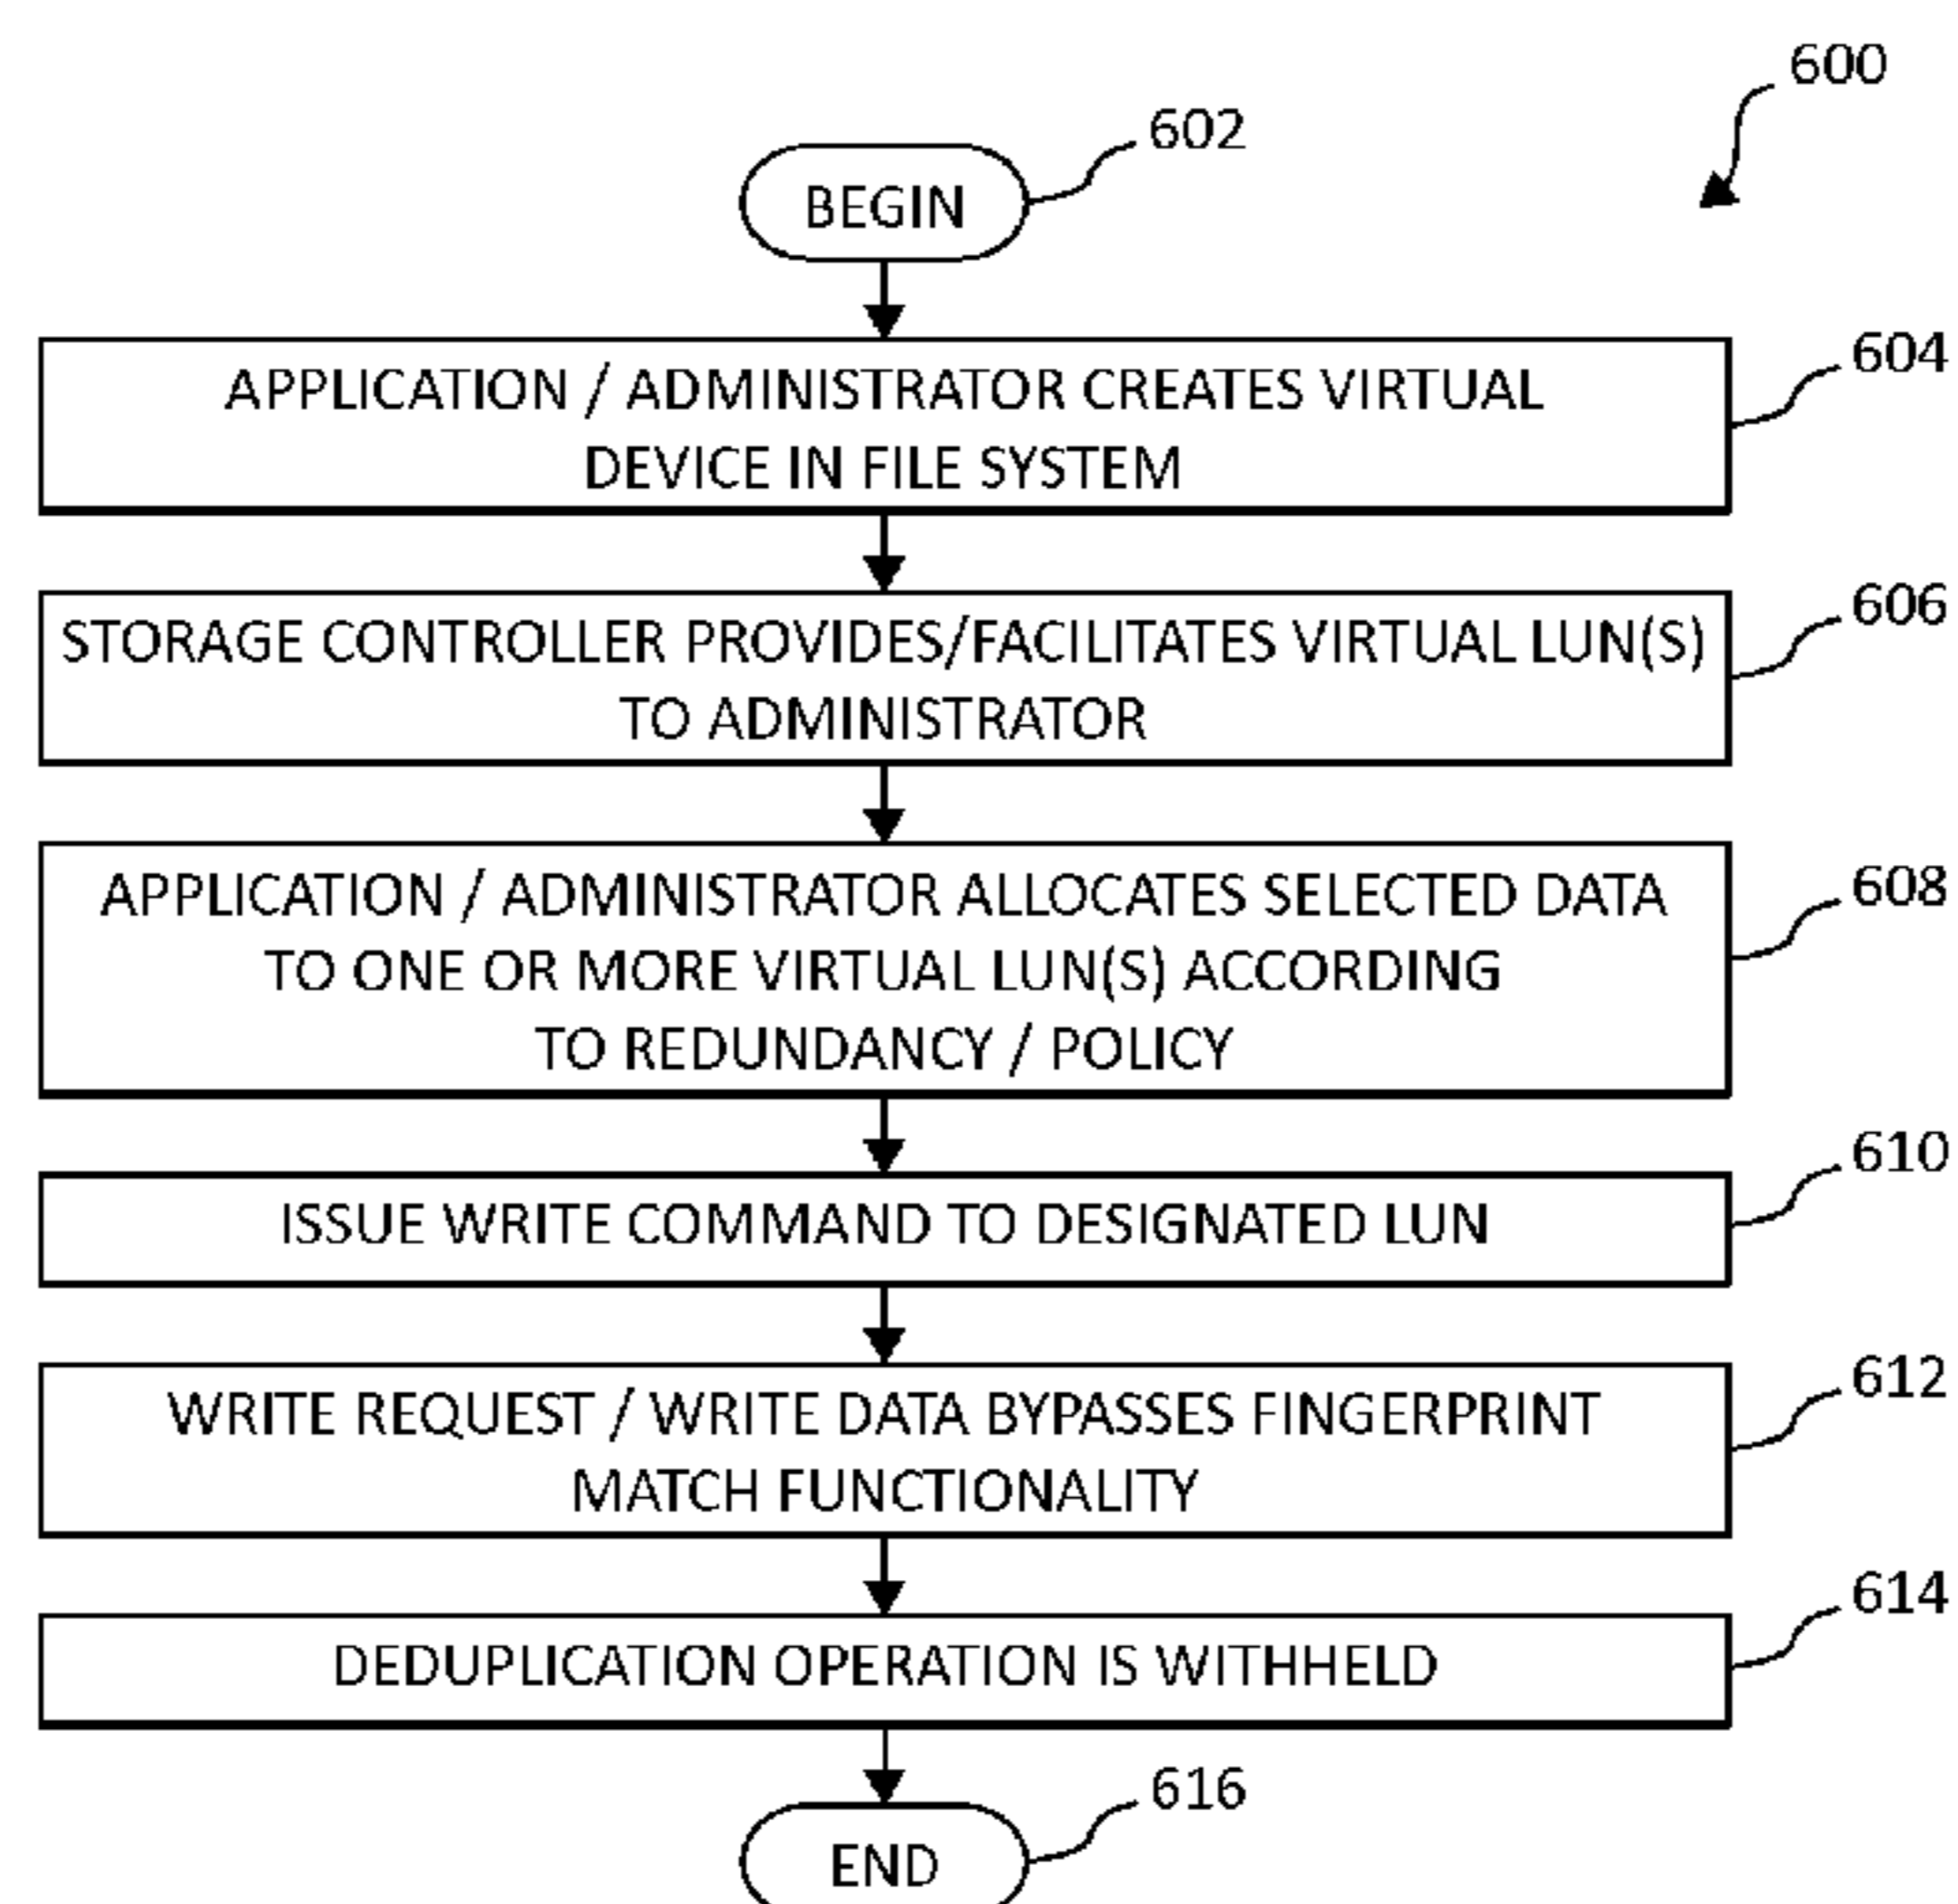 600
602
BEGIN
604
APPLICATION / ADMINISTRATOR CREATES VIRTUAL
DEVICE IN FILE SYSTEM
606
STORAGE CONTROLLER PROVIDES/FACILITATES VIRTUAL LUN(S)
TO ADMINISTRATOR
608
APPLICATION / ADMINISTRATOR ALLOCATES SELECTED DATA
TO ONE OR MORE VIRTUAL LUN(S) ACCORDING
TO REDUNDANCY / POLICY
610
ISSUE WRITE COMMAND TO DESIGNATED LUN
612
WRITE REQUEST / WRITE DATA BYPASSES FINGERPRINT
MATCH FUNCTIONALITY
614
DEDUPLICATION OPERATION IS WITHHELD
616
END